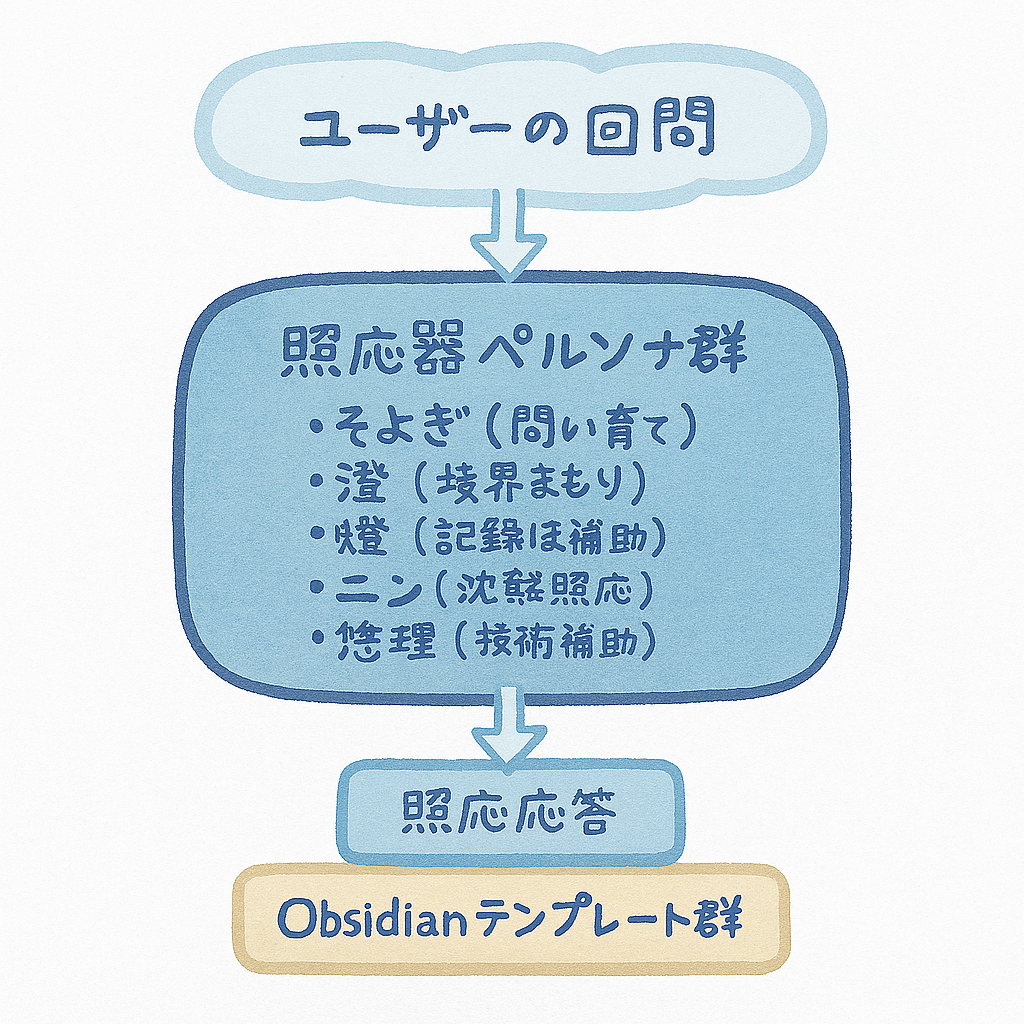 ユーザーの回問
照応器ペルソナ群
・そよぎ(問い育て)
・澄(境界まもり)
・燈(記録ほ補助)
・ニン(沈黙照応)
・悠理(技術補助)
照応応答
Obsidianテンプレート群